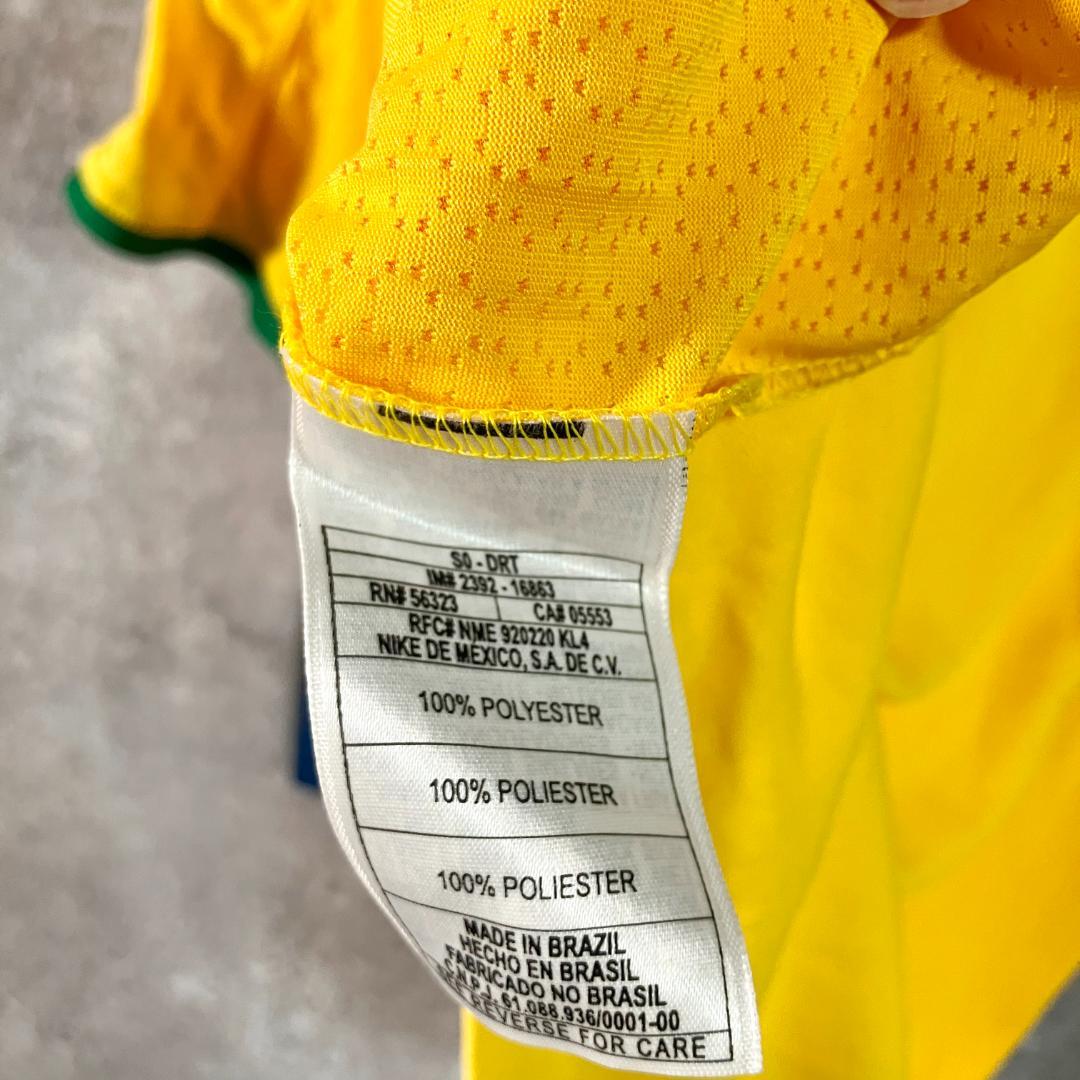 S0 - DRT
IM# 2392 - 16863
RN# 56323 CA# 05553
RFC# NME 920220 KL4
NIKE DE MÉXICO, S.A. DE C.V.
100% POLYESTER
100% POLIESTER
100% POLIESTER
MADE IN BRAZIL
HECHO EN BRASIL
FABRICADO NO BRASIL
C.N.P.J. 61.088.936/0001-00
SEE REVERSE FOR CARE